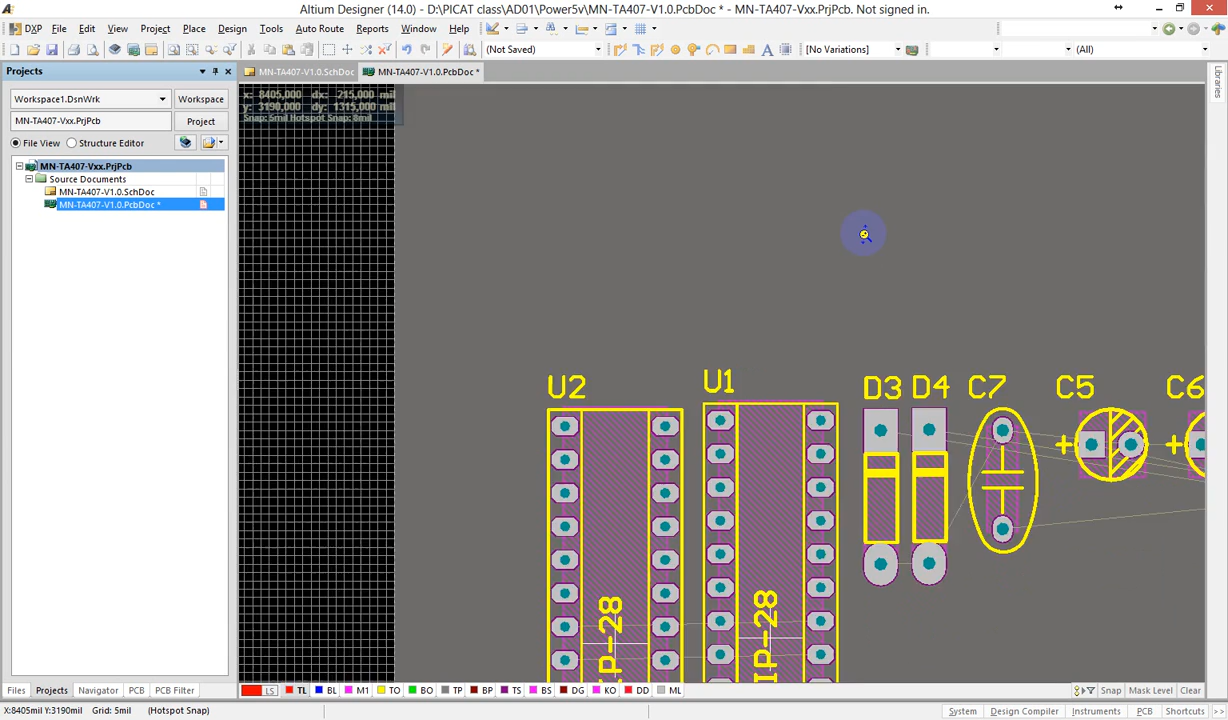 Altium Designer (14.0) - D:\PICAT class\AD01\Power5v\MN-TA407-V1.0.PcbDoc * - MN-TA407-Vxx.PrjPcb. Not signed in.
DXP File Edit View Project Place Design Tools Auto Route Reports Window Help
D:\PICAT class\AD01\Power5
(Not Saved) [No Variations] (All)
Projects
MN-TA407-V1.0.SchDoc MN-TA407-V1.0.PcbDoc *
Libraries
x: 8405,000 dx: 215,000 mil
y: 3190,000 dy: 1315,000 mil
Snap: 5mil Hotspot Snap: 8mil
Workspace1.DsnWrk Workspace
MN-TA407-Vxx.PrjPcb Project
File View Structure Editor
MN-TA407-Vxx.PrjPcb
Source Documents
MN-TA407-V1.0.SchDoc
MN-TA407-V1.0.PcbDoc *
U2 U1 D3 D4 C7 C5 C6
+ +
IP-28 IP-28
Files Projects Navigator PCB PCB Filter
LS TL BL M1 TO BO TP BP TS BS DG KO DD ML
Snap Mask Level Clear
X:8405mil Y:3190mil Grid: 5mil (Hotspot Snap)
System Design Compiler Instruments PCB Shortcuts >>